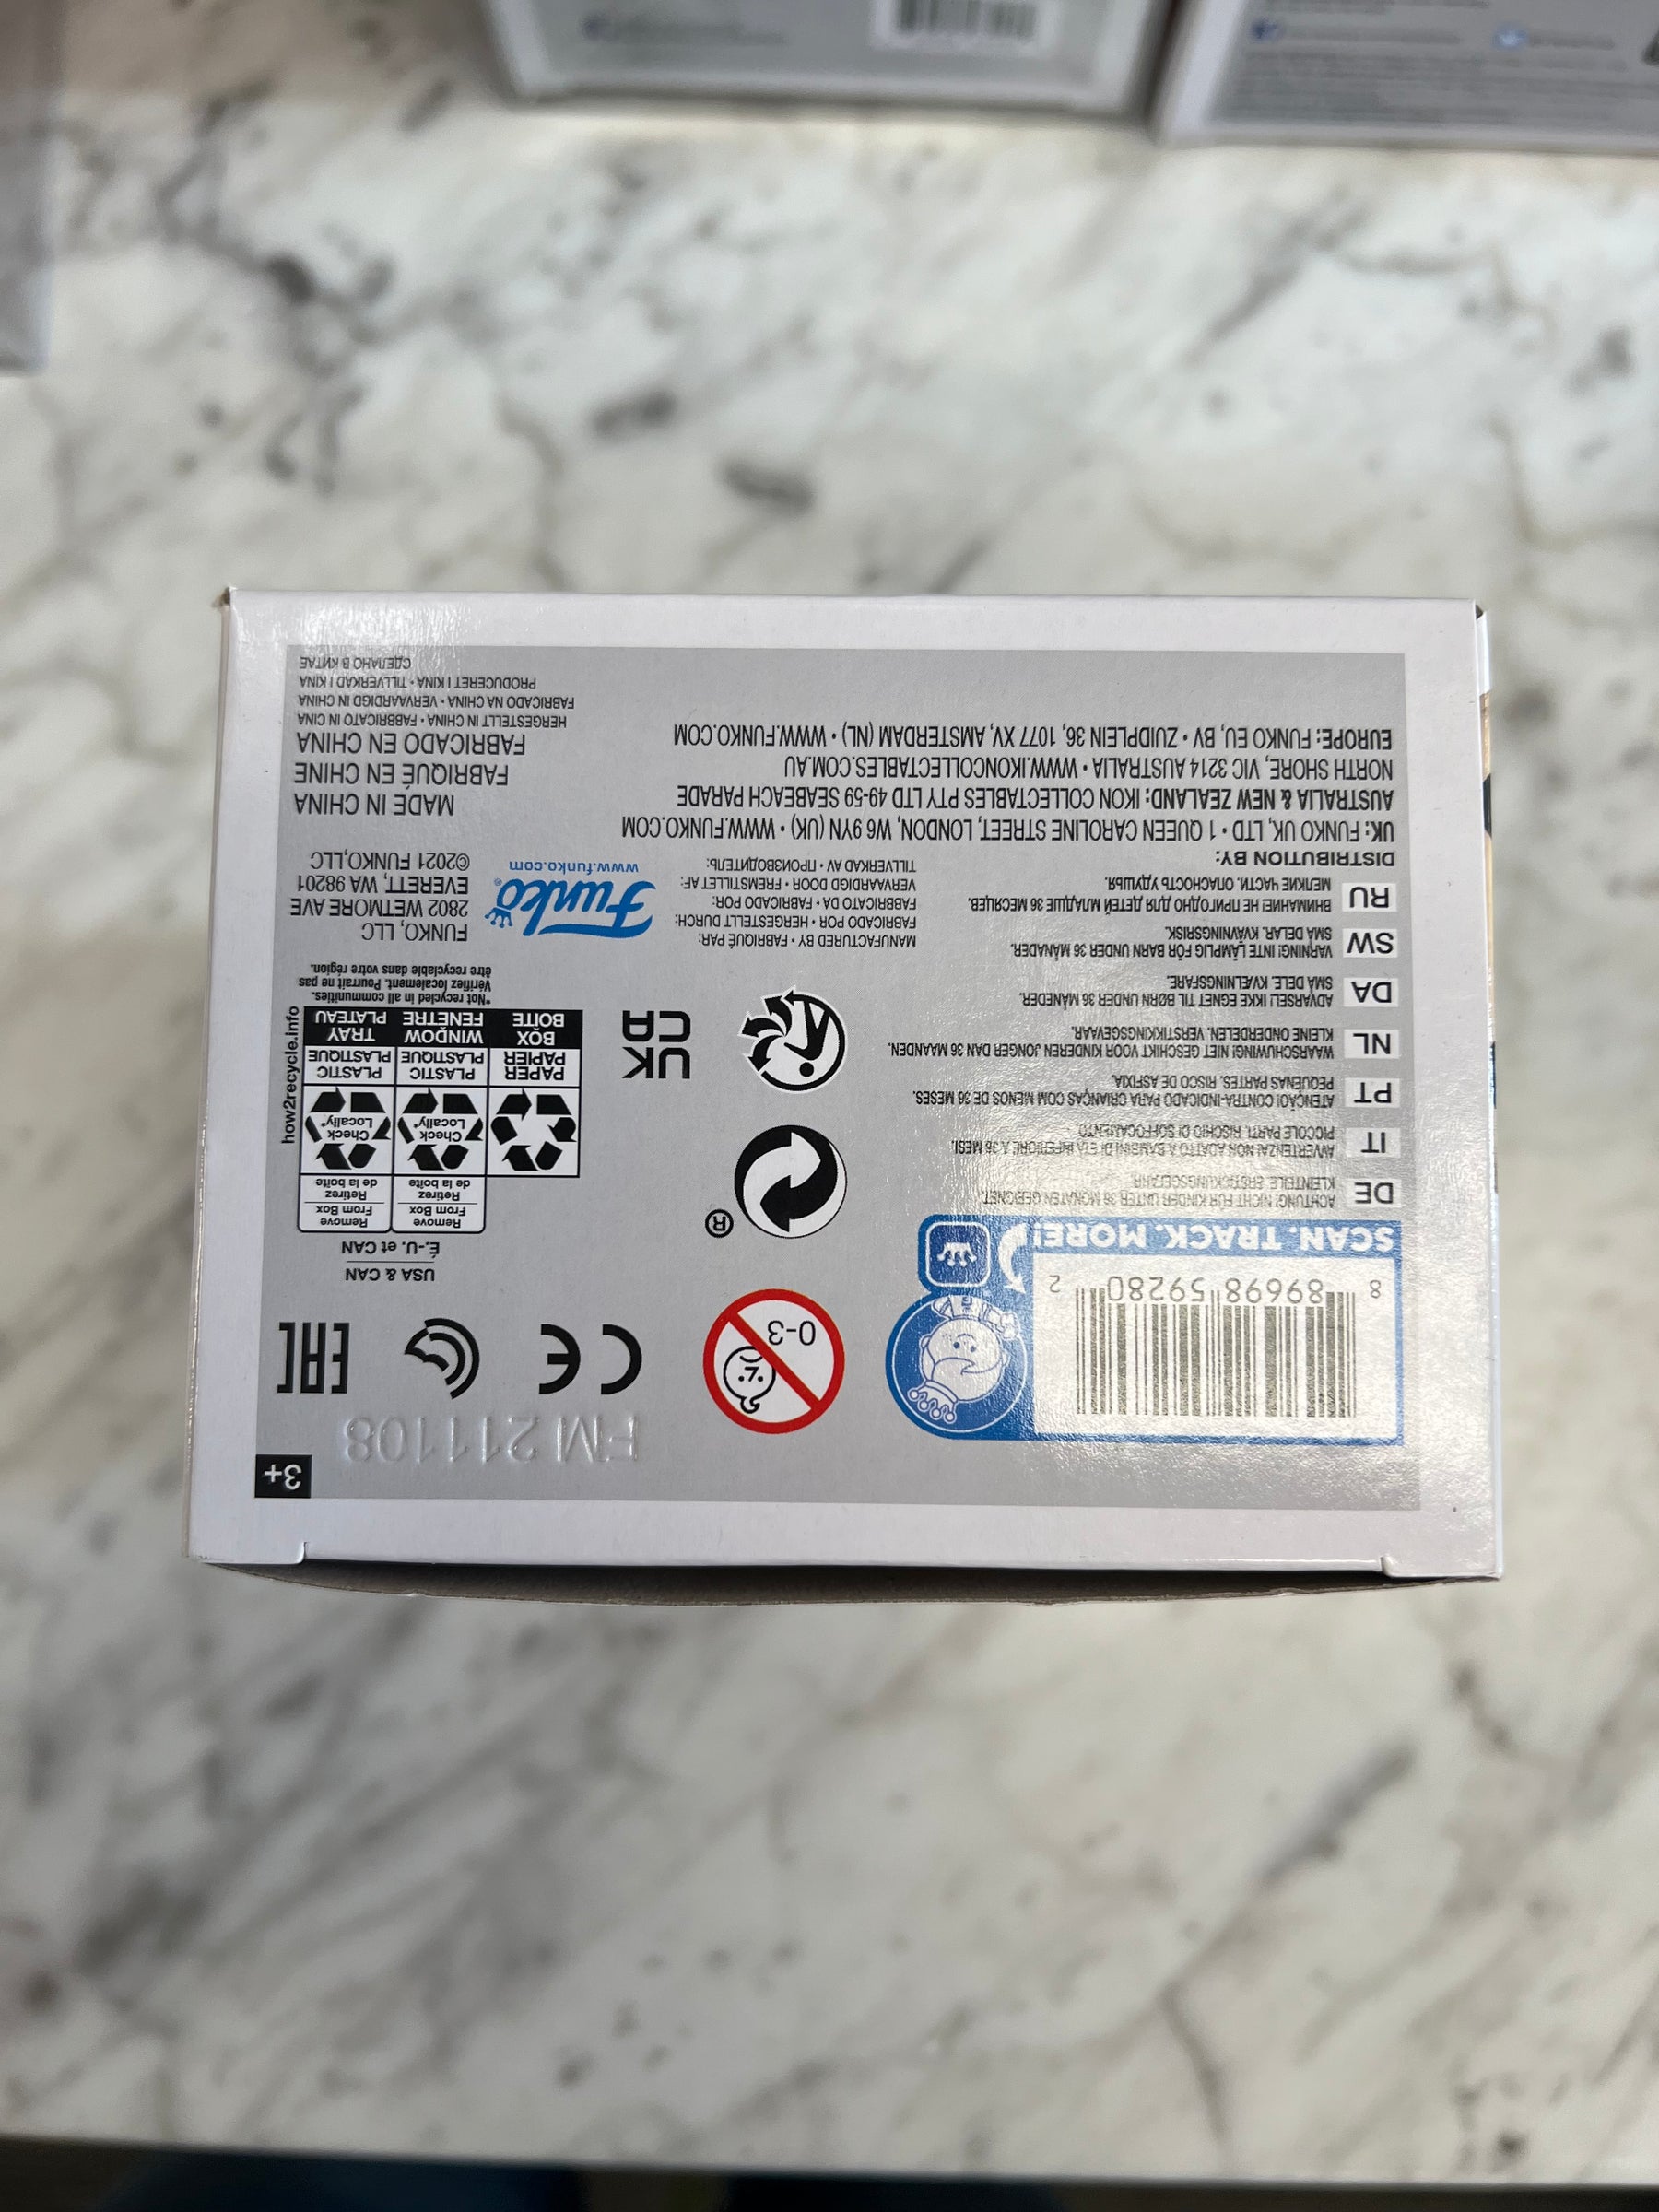 3+
FM 211108
8 89698 59280 2
SCAN. TRACK. MORE!
0-3
CE
EAC
USA & CAN
É.-U. et CAN
Remove
From Box
Retirez
de la boîte
Remove
From Box
Retirez
de la boîte
Check
Locally*
Check
Locally*
PAPER
PAPIER
PLASTIC
PLASTIQUE
PLASTIC
PLASTIQUE
BOX
BOÎTE
WINDOW
FENÊTRE
TRAY
PLATEAU
how2recycle.info
*Not recycled in all communities.
Vérifiez localement. Pourrait ne pas
être recyclable dans votre région.
®
UK
CA
DE
ACHTUNG! NICHT FÜR KINDER UNTER 36 MONATEN GEEIGNET.
KLEINTEILE. ERSTICKUNGSGEFAHR.
IT
AVVERTENZA! NON ADATTO A BAMBINI DI ETÀ INFERIORE A 36 MESI.
PICCOLE PARTI. RISCHIO DI SOFFOCAMENTO.
PT
ATENÇÃO! CONTRA-INDICADO PARA CRIANÇAS COM MENOS DE 36 MESES.
PEQUENAS PARTES. RISCO DE ASFIXIA.
NL
WAARSCHUWING! NIET GESCHIKT VOOR KINDEREN JONGER DAN 36 MAANDEN.
KLEINE ONDERDELEN. VERSTIKKINGSGEVAAR.
DA
ADVARSEL! IKKE EGNET TIL BØRN UNDER 36 MÅNEDER.
SMÅ DELE. KVÆLNINGSFARE.
SW
VARNING! INTE LÄMPLIG FÖR BARN UNDER 36 MÅNADER.
SMÅ DELAR. KVÄVNINGSRISK.
RU
ВНИМАНИЕ! НЕ ПРИГОДНО ДЛЯ ДЕТЕЙ МЛАДШЕ 36 МЕСЯЦЕВ.
МЕЛКИЕ ЧАСТИ. ОПАСНОСТЬ УДУШЬЯ.
MANUFACTURED BY • FABRIQUÉ PAR:
FABRICADO POR • HERGESTELLT DURCH:
FABBRICATO DA • FABRICADO POR:
VERVAARDIGD DOOR • FREMSTILLET AF:
TILLVERKAD AV • ПРОИЗВОДИТЕЛЬ:
Funko®
www.funko.com
FUNKO, LLC
2802 WETMORE AVE
EVERETT, WA 98201
©2021 FUNKO,LLC
DISTRIBUTION BY:
UK: FUNKO UK, LTD • 1 QUEEN CAROLINE STREET, LONDON, W6 9YN (UK) • WWW.FUNKO.COM
AUSTRALIA & NEW ZEALAND: IKON COLLECTABLES PTY LTD 49-59 SEABEACH PARADE
NORTH SHORE, VIC 3214 AUSTRALIA • WWW.IKONCOLLECTABLES.COM.AU
EUROPE: FUNKO EU, BV • ZUIDPLEIN 36, 1077 XV, AMSTERDAM (NL) • WWW.FUNKO.COM
MADE IN CHINA
FABRIQUÉ EN CHINE
FABRICADO EN CHINA
HERGESTELLT IN CHINA • FABBRICATO IN CINA
FABRICADO NA CHINA • VERVAARDIGD IN CHINA
PRODUCERET I KINA • TILLVERKAD I KINA
СДЕЛАНО В КИТАЕ